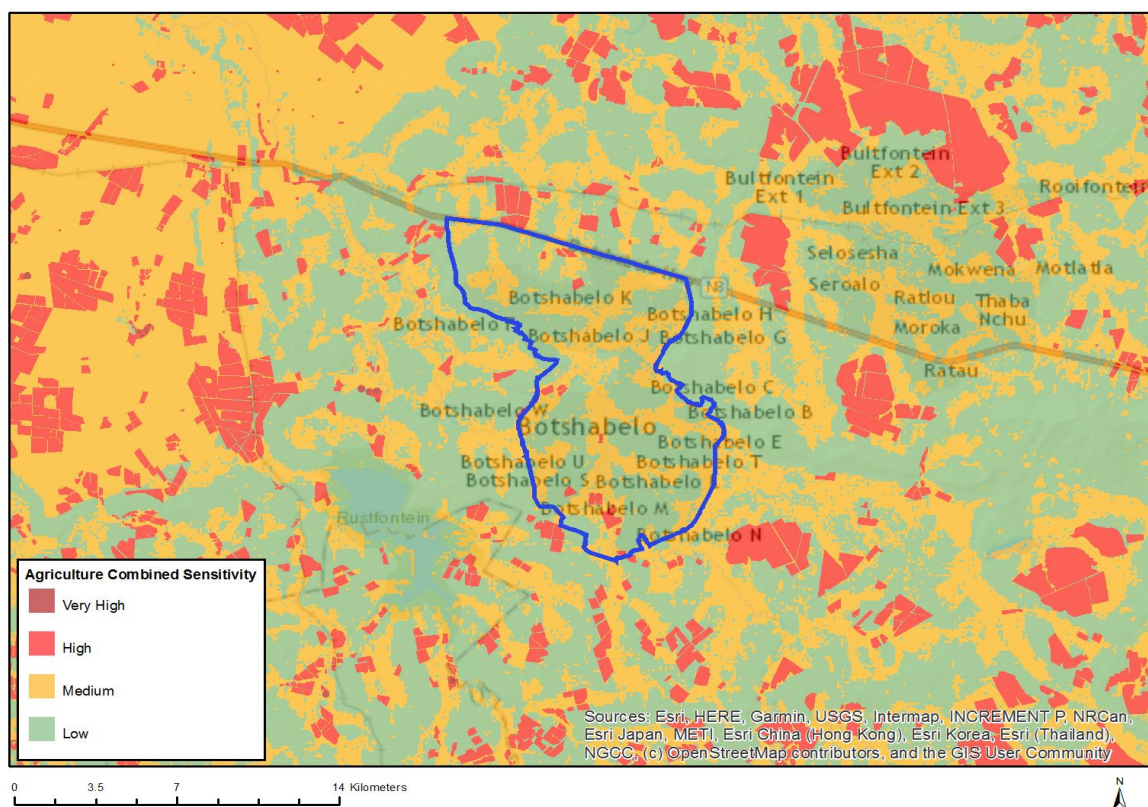 Bultfontein
Ext 2
Bultfontein
Ext 1
Rooifontein
Bultfontein Ext 3
Selosesha
Mokwena
Motlatla
Seroalo
N8
Ratlou
Thaba
Nchu
Moroka
Ratau
Botshabelo K
Botshabelo H
Botshabelo
Botshabelo J
Botshabelo G
Botshabelo C
Botshabelo W
Botshabelo B
Botshabelo
Botshabelo E
Botshabelo U
Botshabelo T
Botshabelo S
Botshabelo
Botshabelo M
Rustfontein
Botshabelo N
Agriculture Combined Sensitivity
Very High
High
Medium
Low
Sources: Esri, HERE, Garmin, USGS, Intermap, INCREMENT P, NRCan,
Esri Japan, METI, Esri China (Hong Kong), Esri Korea, Esri (Thailand),
NGCC, (c) OpenStreetMap contributors, and the GIS User Community
0 3.5 7 14 Kilometers
N